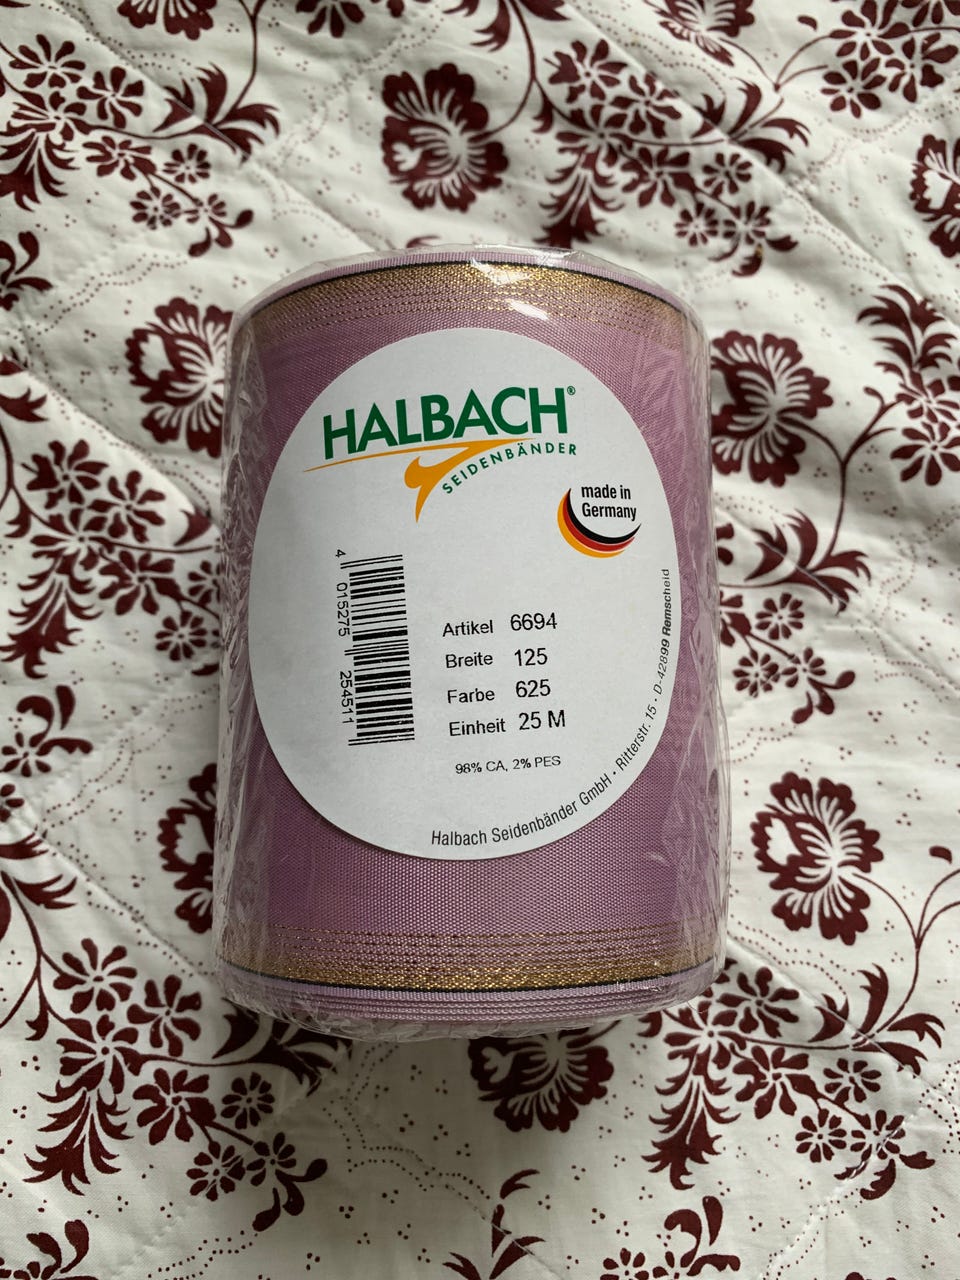 HALBACH®
SEIDENBÄNDER
made in
Germany
4 015275 254511
Artikel 6694
Breite 125
Farbe 625
Einheit 25 M
98% CA, 2% PES
Halbach Seidenbänder GmbH · Ritterstr. 15 · D-42899 Remscheid